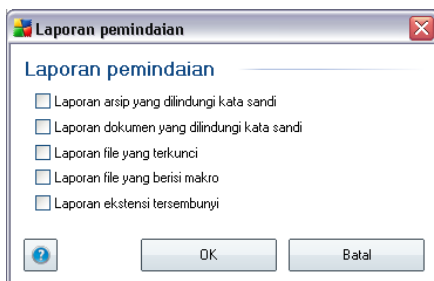 Laporan pemindaian
Laporan pemindaian
Laporan arsip yang dilindungi kata sandi
Laporan dokumen yang dilindungi kata sandi
Laporan file yang terkunci
Laporan file yang berisi makro
Laporan ekstensi tersembunyi
? OK Batal